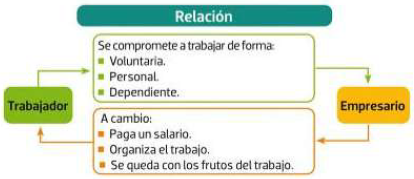 Relación
Se compromete a trabajar de forma:
▪ Voluntaria.
▪ Personal.
▪ Dependiente.
Trabajador
Empresario
A cambio:
▪ Paga un salario.
▪ Organiza el trabajo.
▪ Se queda con los frutos del trabajo.